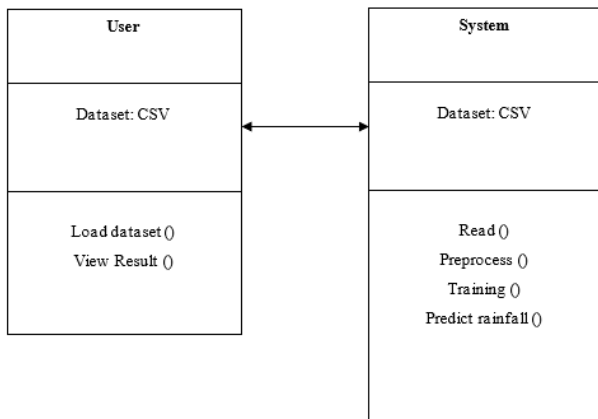 User
Dataset: CSV
Load dataset ()
View Result ()
System
Dataset: CSV
Read ()
Preprocess ()
Training ()
Predict rainfall ()